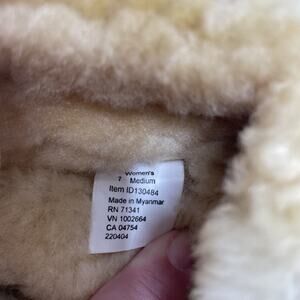 Women's
7 Medium
Item ID130484
Made in Myanmar
RN 71341
VN 1002664
CA 04754
220404